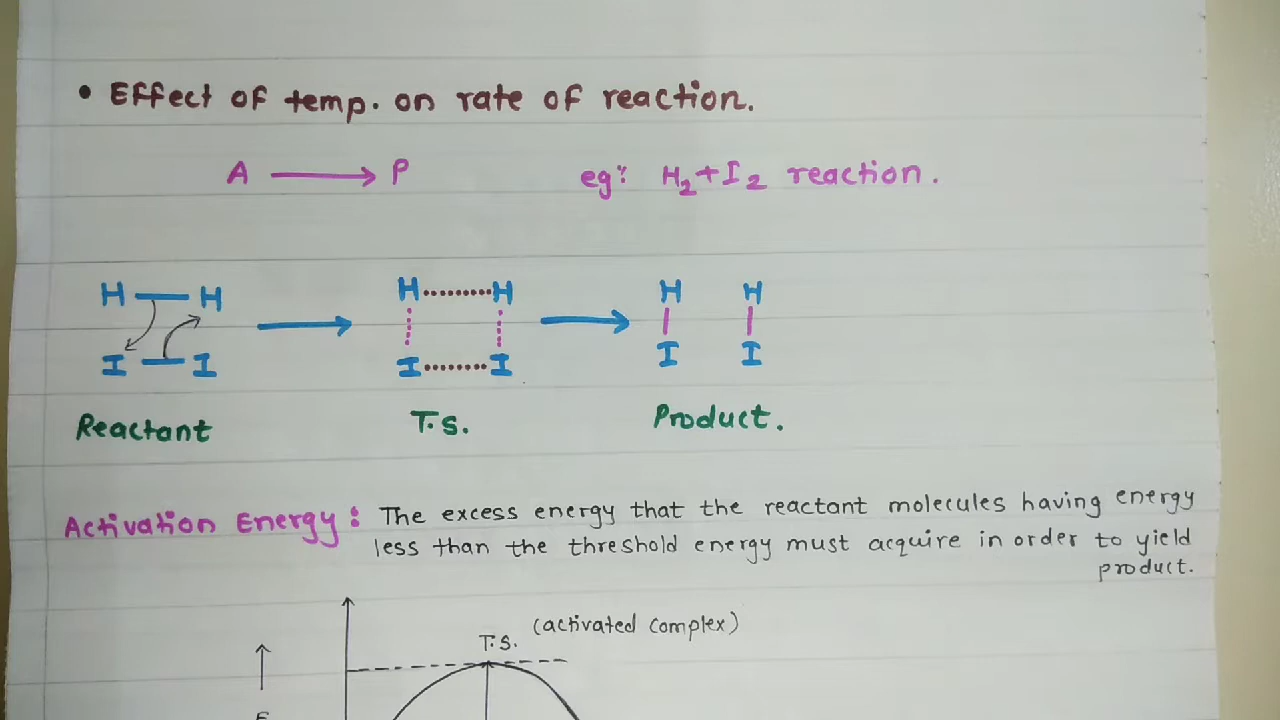 • Effect of temp. on rate of reaction.
A ⟶ P eg: H₂+I₂ reaction.
H — H ⟶ H.........H ⟶ H H
I — I I.........I I I
Reactant T.S. Product.
Activation Energy: The excess energy that the reactant molecules having energy
less than the threshold energy must acquire in order to yield
product.
(activated complex)
T.S.